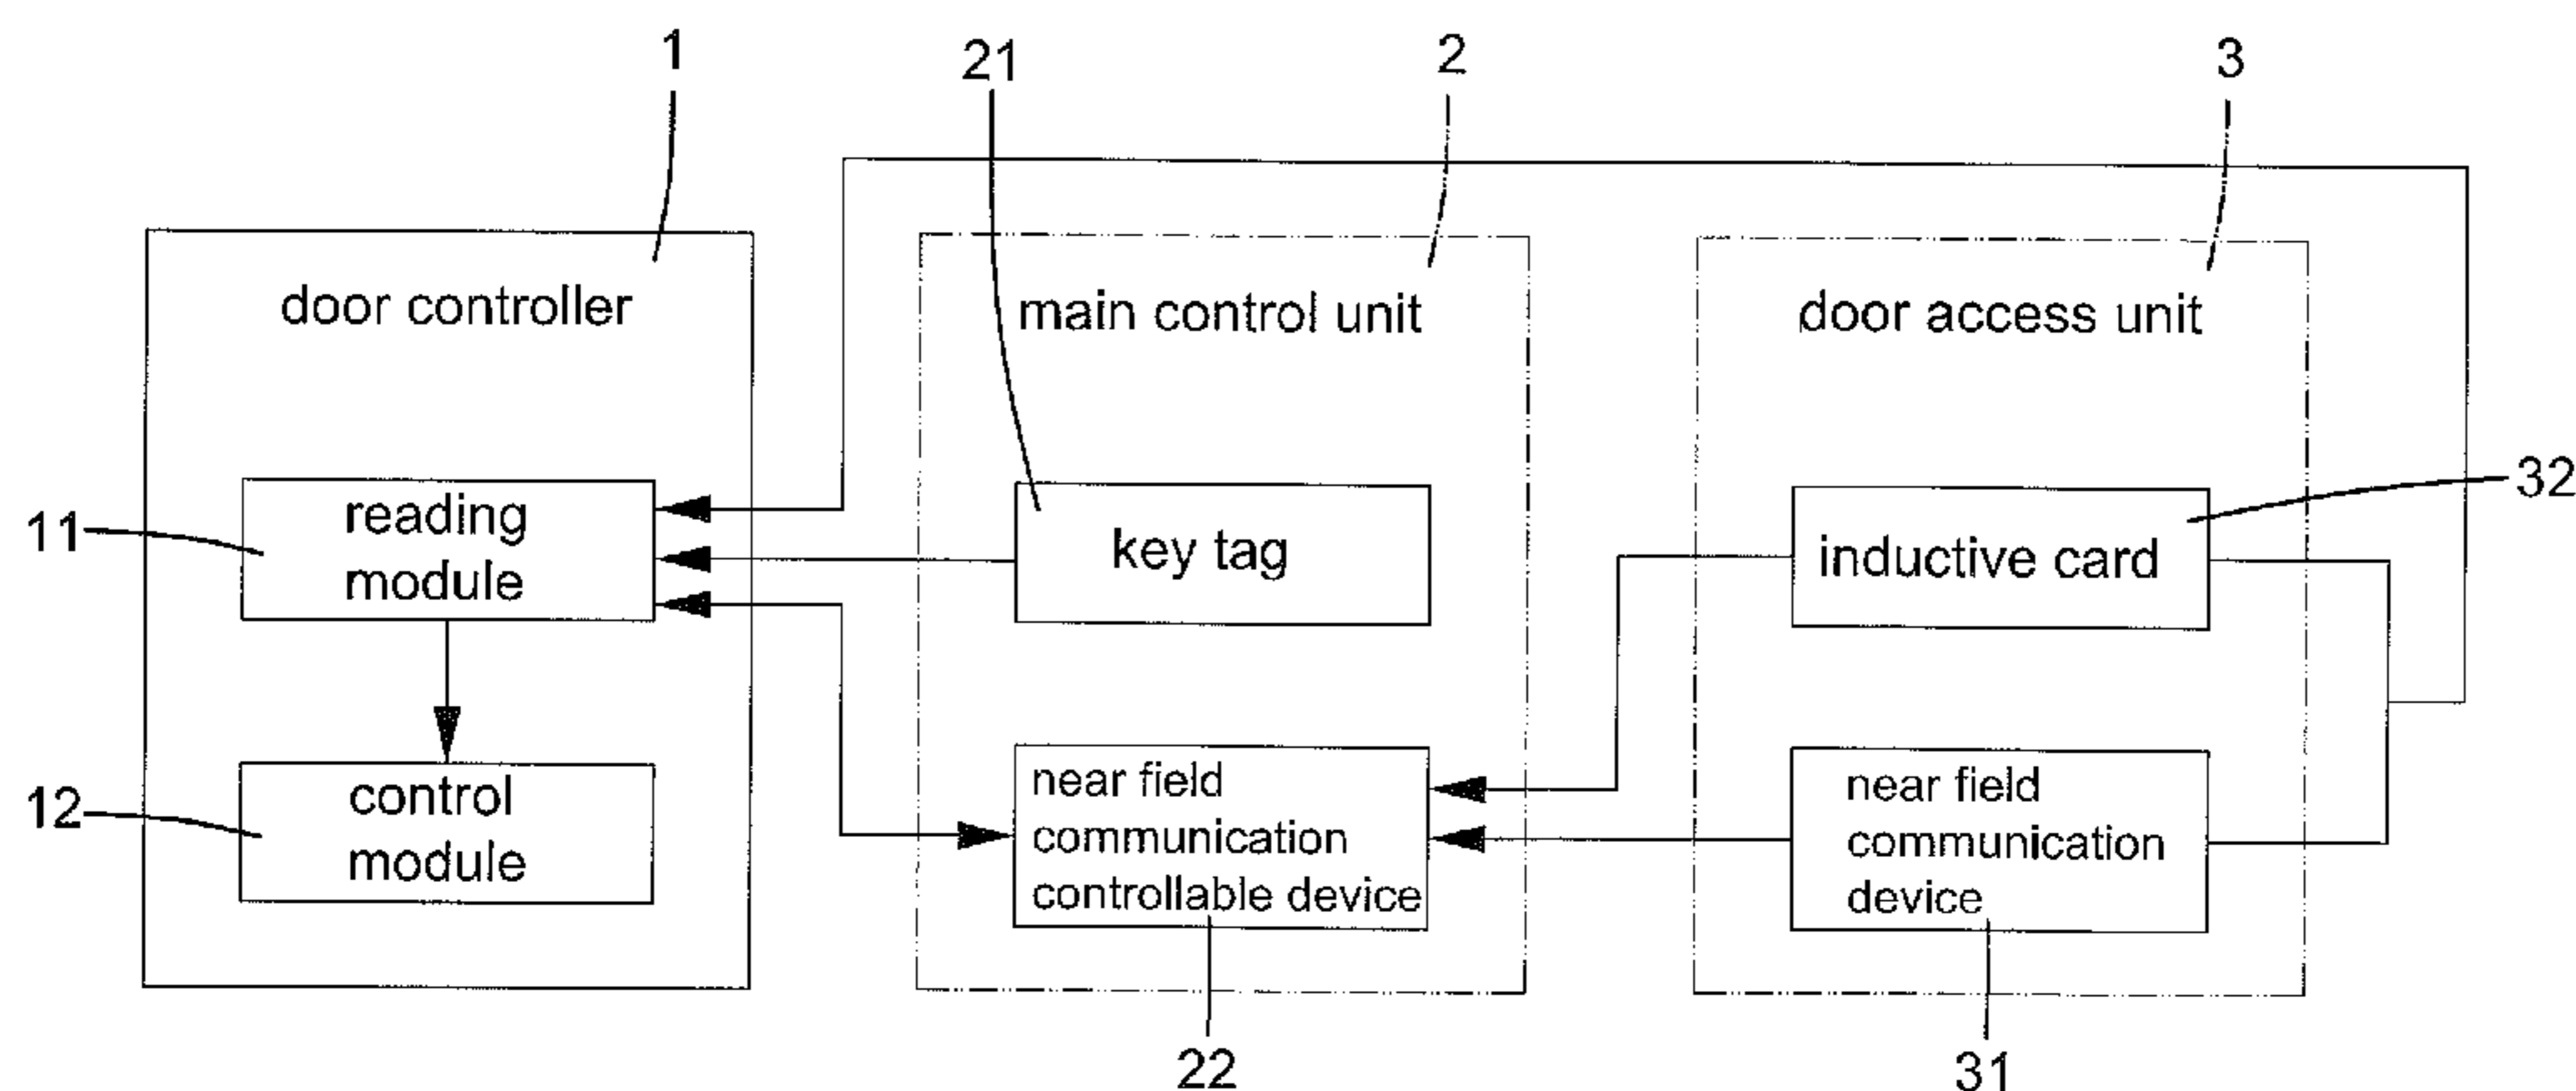 1
21
2
3
door controller
main control unit
door access unit
32
11
reading
module
key tag
inductive card
12
control
module
near field
communication
controllable device
near field
communication
device
22
31